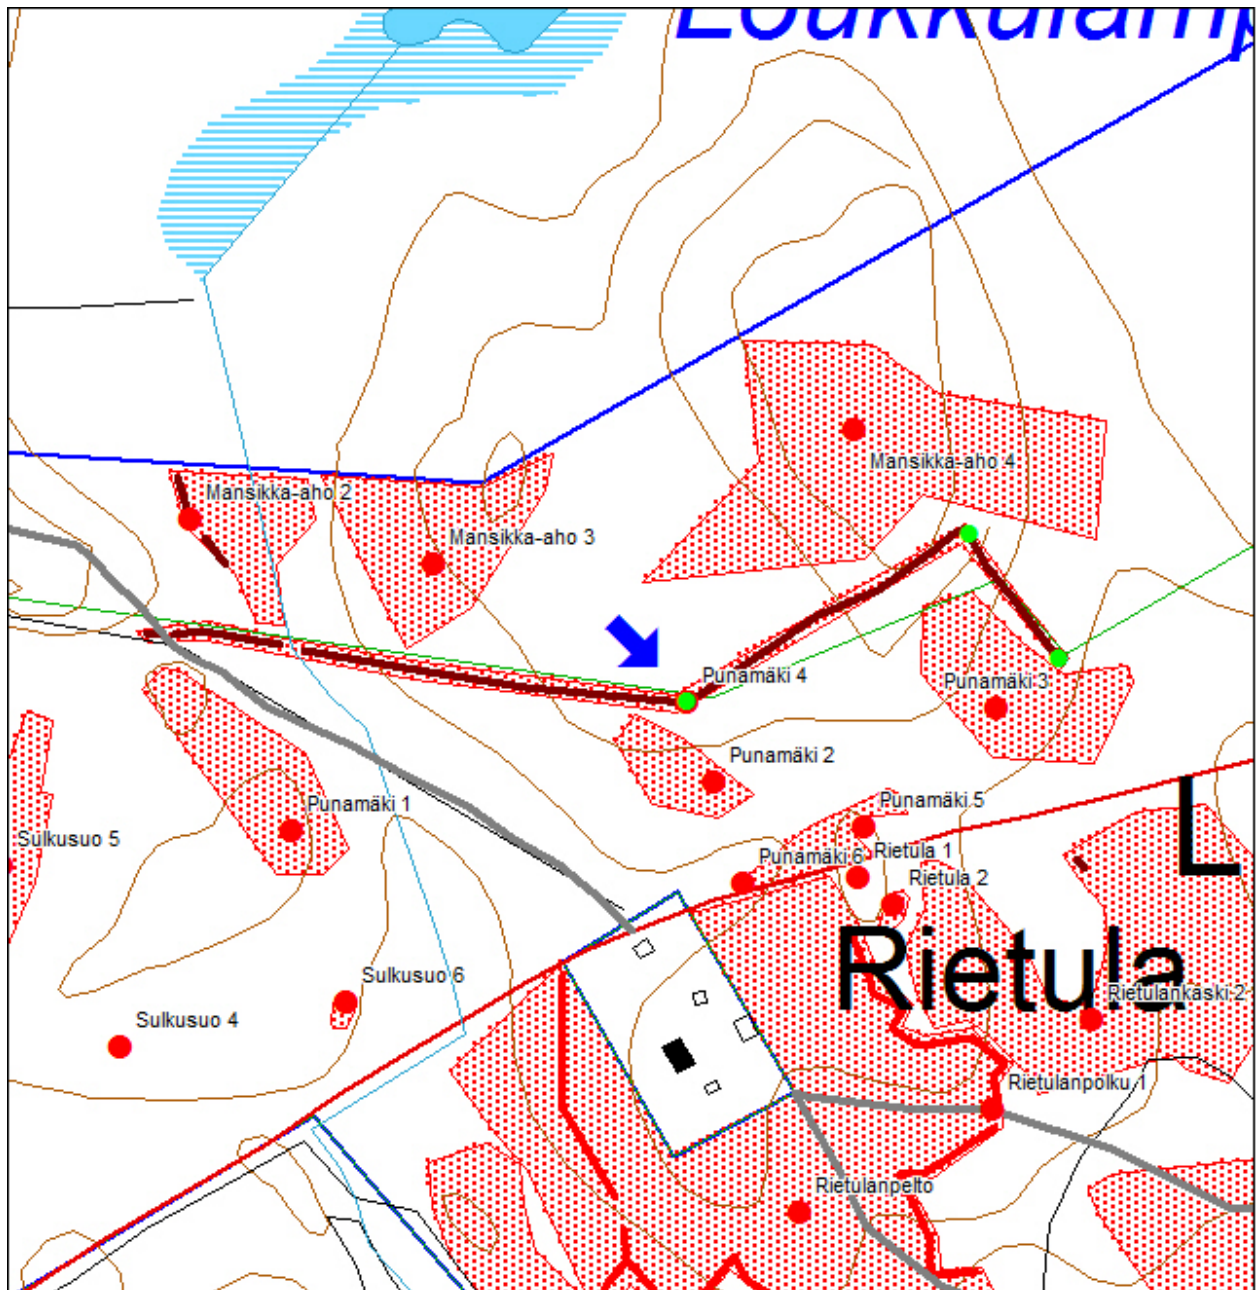 Loukkulamp
Mansikka-aho 4
Mansikka-aho 2
Mansikka-aho 3
Punamäki 4
Punamäki 3
Punamäki 2
Punamäki 5
Punamäki 1
Sulkusuo 5
Punamäki 6
Rietula 1
Rietula 2
L
Rietula
Sulkusuo 6
Rietulankaski 2
Sulkusuo 4
Rietulanpolku 1
Rietulanpelto